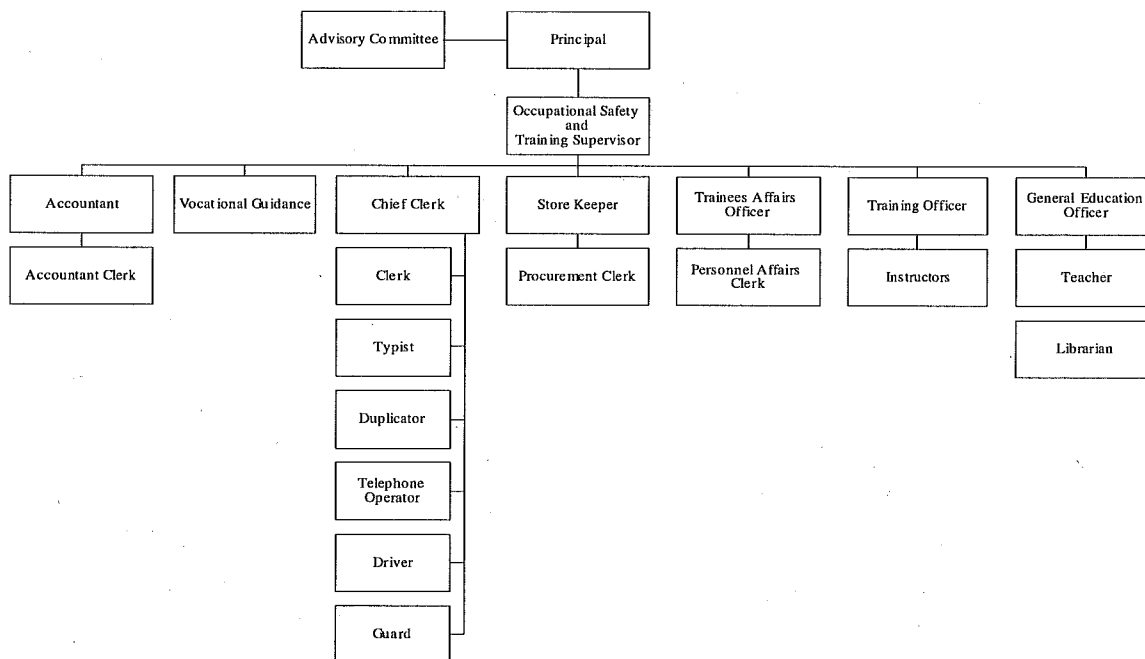 Advisory Committee
Principal
Occupational Safety
and
Training Supervisor
Accountant
Vocational Guidance
Chief Clerk
Store Keeper
Trainees Affairs
Officer
Training Officer
General Education
Officer
Accountant Clerk
Clerk
Procurement Clerk
Personnel Affairs
Clerk
Instructors
Teacher
Typist
Librarian
Duplicator
Telephone
Operator
Driver
Guard